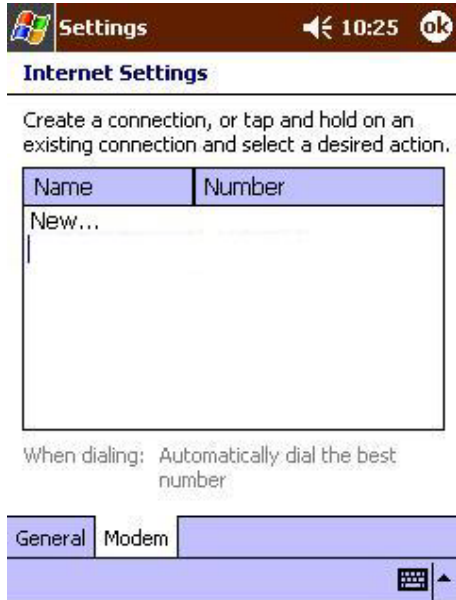 Settings 10:25 ok
Internet Settings
Create a connection, or tap and hold on an
existing connection and select a desired action.
Name Number
New...
When dialing: Automatically dial the best
number
General Modem